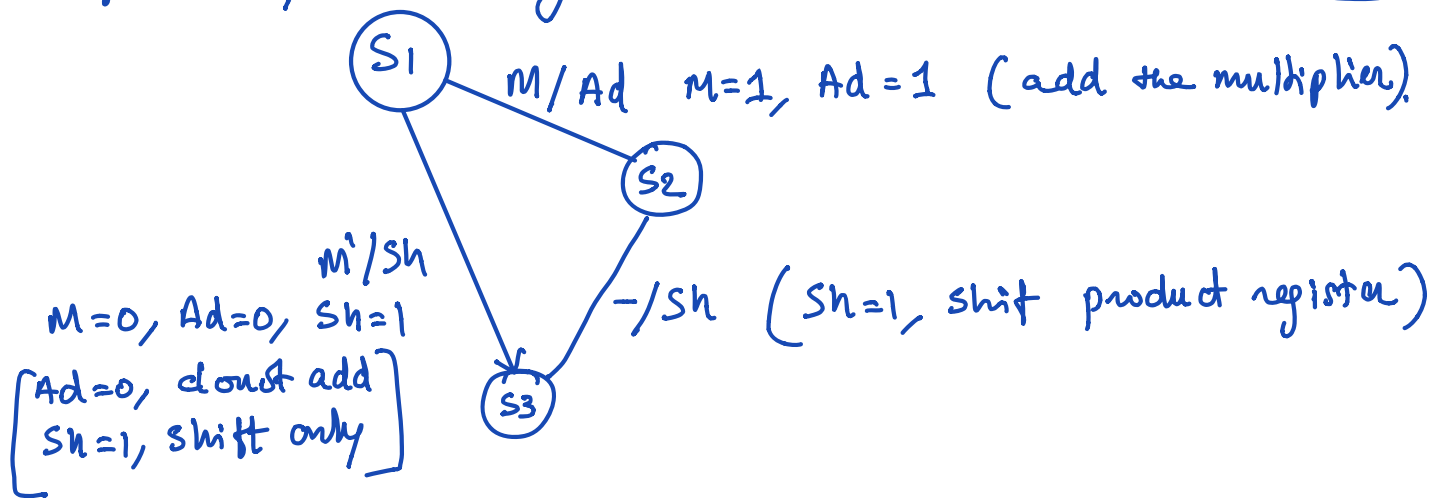 S1
M/Ad M=1, Ad=1 (add the multiplier).
S2
M'/Sh
M=0, Ad=0, Sh=1
-/Sh (Sh=1, shift product register)
[Ad=0, dont add
Sh=1, shift only]
S3